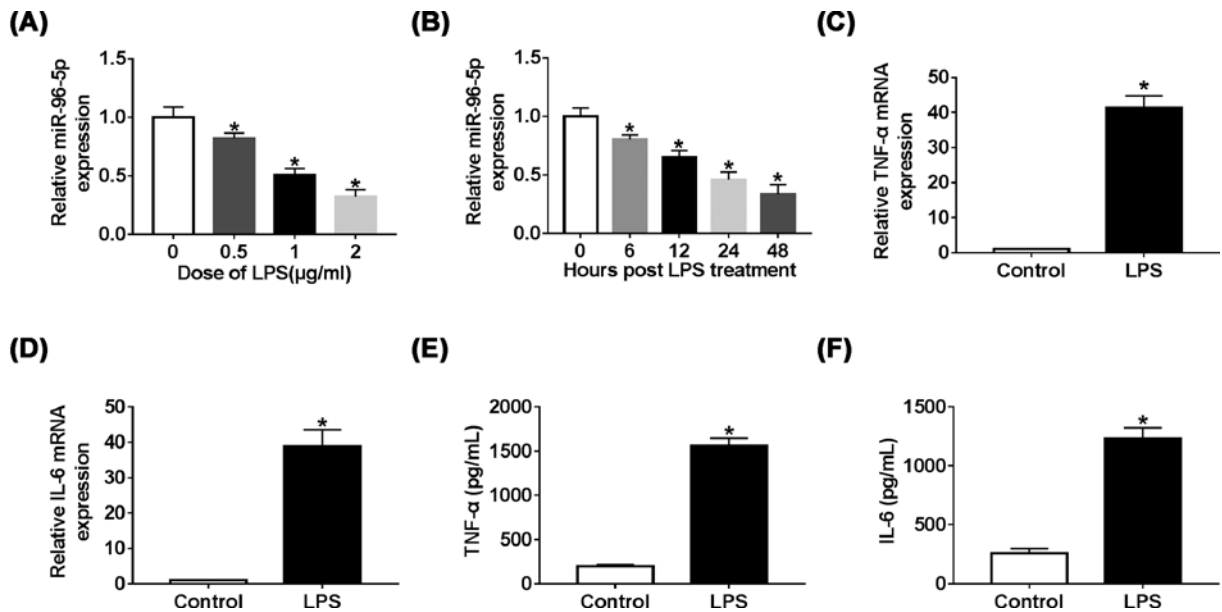 (A)
Relative miR-96-5p
expression
1.5
1.0
0.5
0.0
*
*
*
0 0.5 1 2
Dose of LPS(μg/ml)
(B)
Relative miR-96-5p
expression
1.5
1.0
0.5
0.0
*
*
*
*
0 6 12 24 48
Hours post LPS treatment
(C)
Relative TNF-α mRNA
expression
50
40
30
20
10
0
*
Control LPS
(D)
Relative IL-6 mRNA
expression
50
40
30
20
10
0
*
Control LPS
(E)
TNF-α (pg/mL)
2000
1500
1000
500
0
*
Control LPS
(F)
IL-6 (pg/mL)
1500
1000
500
0
*
Control LPS